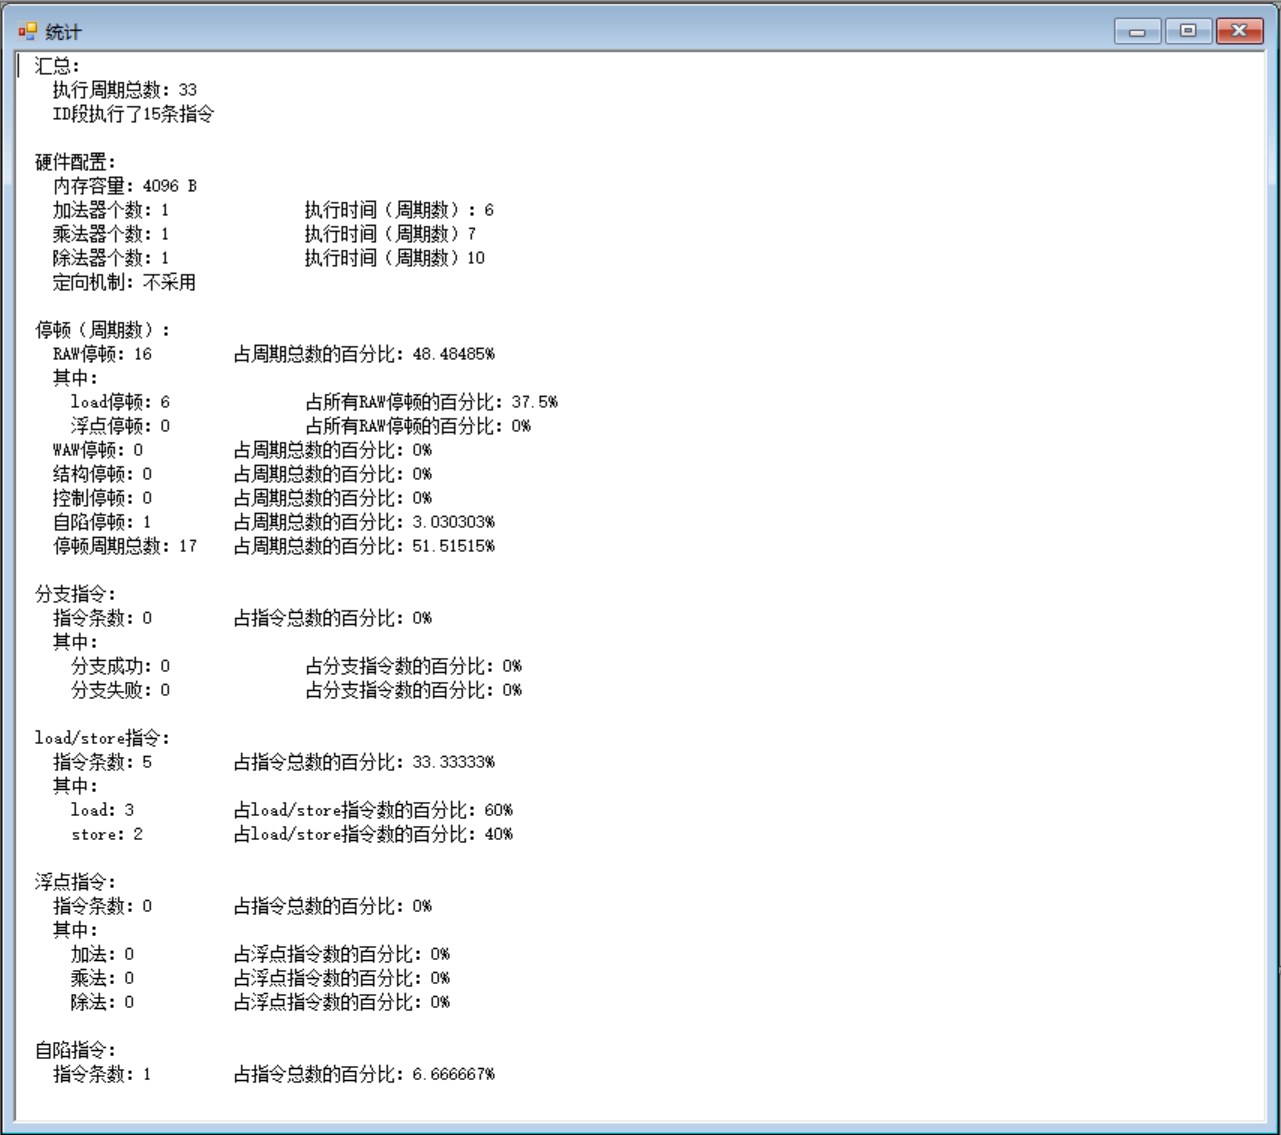 统计
汇总：
执行周期总数：33
ID段执行了15条指令
硬件配置：
内存容量：4096 B
加法器个数：1 执行时间（周期数）：6
乘法器个数：1 执行时间（周期数）7
除法器个数：1 执行时间（周期数）10
定向机制：不采用
停顿（周期数）：
RAW停顿：16 占周期总数的百分比：48.48485%
其中：
load停顿：6 占所有RAW停顿的百分比：37.5%
浮点停顿：0 占所有RAW停顿的百分比：0%
WAW停顿：0 占周期总数的百分比：0%
结构停顿：0 占周期总数的百分比：0%
控制停顿：0 占周期总数的百分比：0%
自陷停顿：1 占周期总数的百分比：3.030303%
停顿周期总数：17 占周期总数的百分比：51.51515%
分支指令：
指令条数：0 占指令总数的百分比：0%
其中：
分支成功：0 占分支指令数的百分比：0%
分支失败：0 占分支指令数的百分比：0%
load/store指令：
指令条数：5 占指令总数的百分比：33.33333%
其中：
load：3 占load/store指令数的百分比：60%
store：2 占load/store指令数的百分比：40%
浮点指令：
指令条数：0 占指令总数的百分比：0%
其中：
加法：0 占浮点指令数的百分比：0%
乘法：0 占浮点指令数的百分比：0%
除法：0 占浮点指令数的百分比：0%
自陷指令：
指令条数：1 占指令总数的百分比：6.666667%